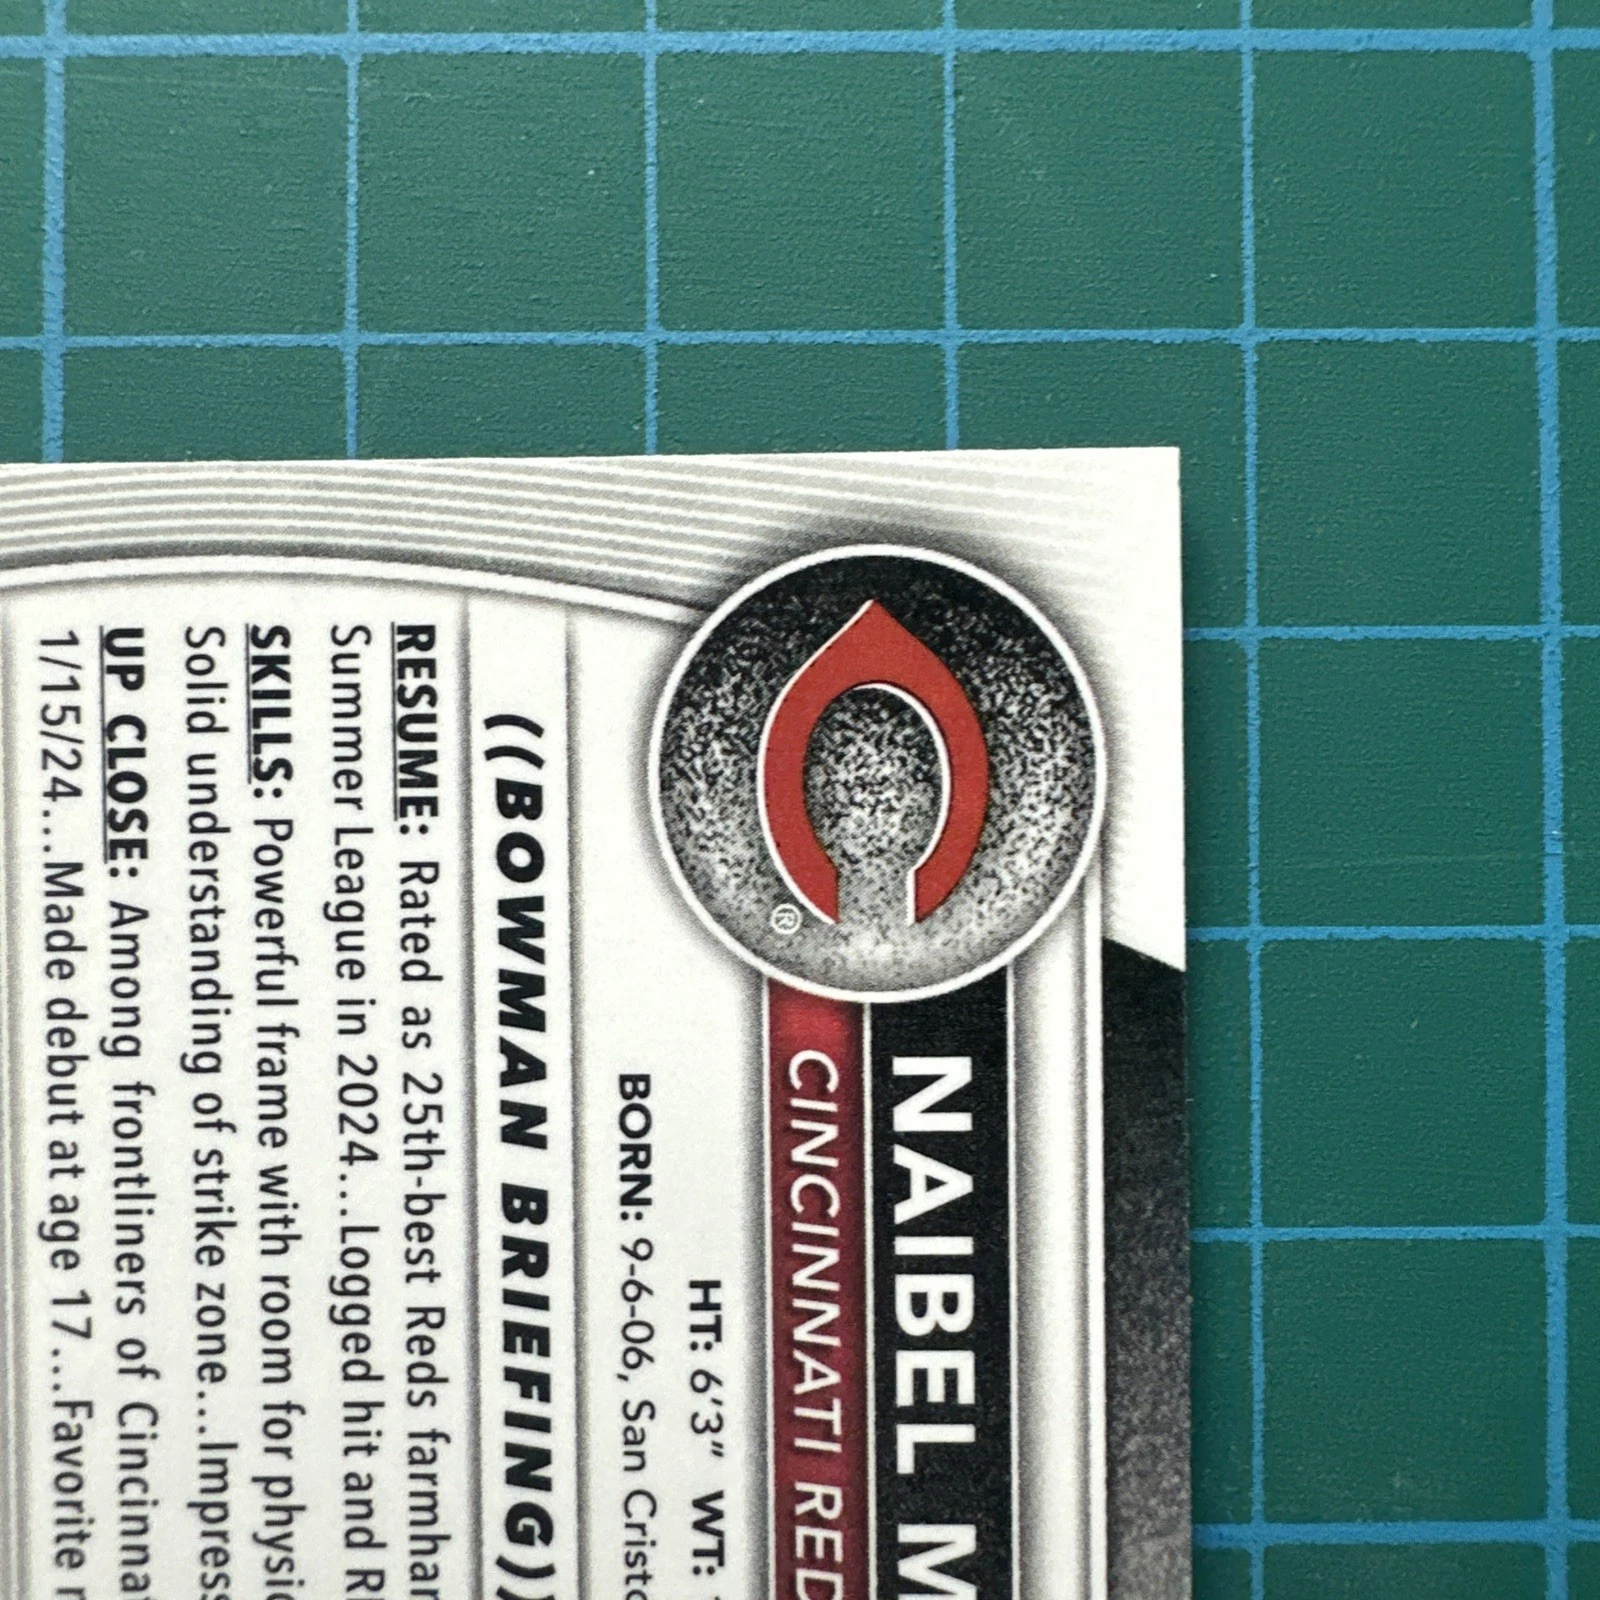 NAIBEL M
CINCINNATI RED
®
HT: 6'3" WT:
BORN: 9-6-06, San Cristo
((BOWMAN BRIEFING))
RESUME: Rated as 25th-best Reds farmhan
Summer League in 2024...Logged hit and R
SKILLS: Powerful frame with room for physic
Solid understanding of strike zone...Impress
UP CLOSE: Among frontliners of Cincinnat
1/15/24...Made debut at age 17...Favorite